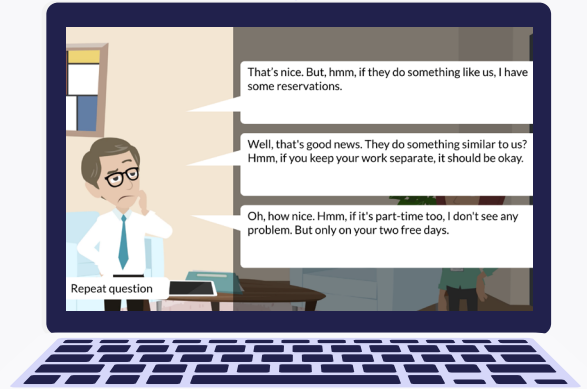 That's nice. But, hmm, if they do something like us, I have
some reservations.
Well, that's good news. They do something similar to us?
Hmm, if you keep your work separate, it should be okay.
Oh, how nice. Hmm, if it's part-time too, I don't see any
problem. But only on your two free days.
Repeat question